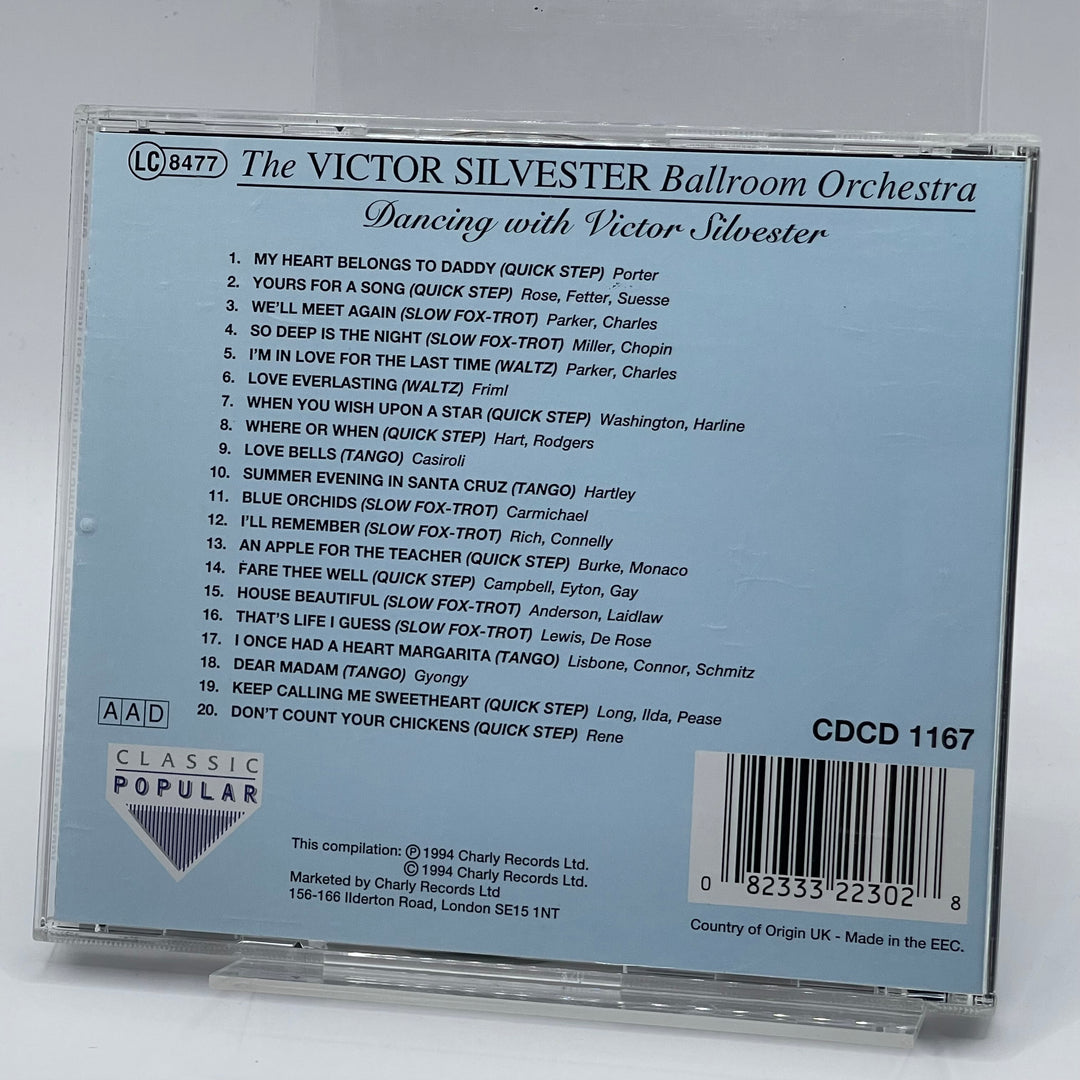 LC 8477 The VICTOR SILVESTER Ballroom Orchestra
Dancing with Victor Silvester
1. MY HEART BELONGS TO DADDY (QUICK STEP) Porter
2. YOURS FOR A SONG (QUICK STEP) Rose, Fetter, Suesse
3. WE'LL MEET AGAIN (SLOW FOX-TROT) Parker, Charles
4. SO DEEP IS THE NIGHT (SLOW FOX-TROT) Miller, Chopin
5. I'M IN LOVE FOR THE LAST TIME (WALTZ) Parker, Charles
6. LOVE EVERLASTING (WALTZ) Friml
7. WHEN YOU WISH UPON A STAR (QUICK STEP) Washington, Harline
8. WHERE OR WHEN (QUICK STEP) Hart, Rodgers
9. LOVE BELLS (TANGO) Casiroli
10. SUMMER EVENING IN SANTA CRUZ (TANGO) Hartley
11. BLUE ORCHIDS (SLOW FOX-TROT) Carmichael
12. I'LL REMEMBER (SLOW FOX-TROT) Rich, Connelly
13. AN APPLE FOR THE TEACHER (QUICK STEP) Burke, Monaco
14. FARE THEE WELL (QUICK STEP) Campbell, Eyton, Gay
15. HOUSE BEAUTIFUL (SLOW FOX-TROT) Anderson, Laidlaw
16. THAT'S LIFE I GUESS (SLOW FOX-TROT) Lewis, De Rose
17. I ONCE HAD A HEART MARGARITA (TANGO) Lisbone, Connor, Schmitz
18. DEAR MADAM (TANGO) Gyongy
19. KEEP CALLING ME SWEETHEART (QUICK STEP) Long, Ilda, Pease
20. DON'T COUNT YOUR CHICKENS (QUICK STEP) Rene
AAD
CDCD 1167
CLASSIC
POPULAR
This compilation: Ⓟ 1994 Charly Records Ltd.
© 1994 Charly Records Ltd.
Marketed by Charly Records Ltd
156-166 Ilderton Road, London SE15 1NT
0 82333 22302 8
Country of Origin UK - Made in the EEC.